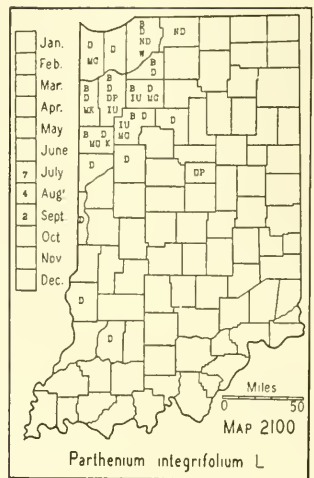 B
D
ND
W
ND
D
D
MC
B
D
B
D
MK
B
D
DP
IU
B
D
IU MC
B
D MC K
IU
MC
B D
D
D
D
DP
D
D
D
Jan.
Feb.
Mar.
Apr.
May
June
7 July
4 Aug'
2 Sept.
Oct
Nov
Dec.
Miles
0 50
MAP 2100
Parthenium integrifolium L